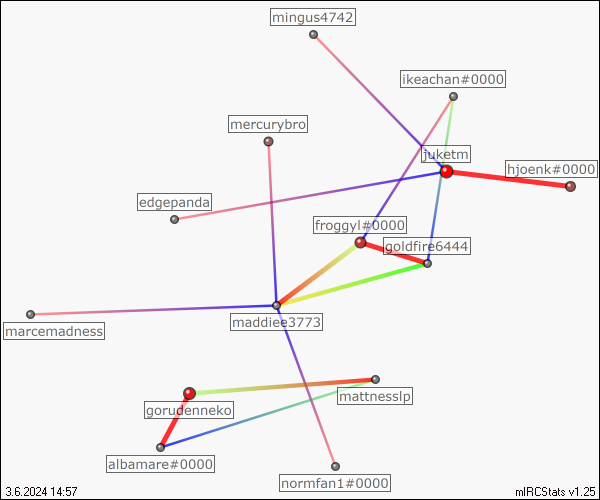 mingus4742
ikeachan#0000
mercurybro
juketm
hjoenk#0000
edgepanda
froggyl#0000
goldfire6444
maddiee3773
marcemadness
mattnesslp
gorudenneko
albamare#0000
normfan1#0000
3.6.2024 14:57
mIRCStats v1.25